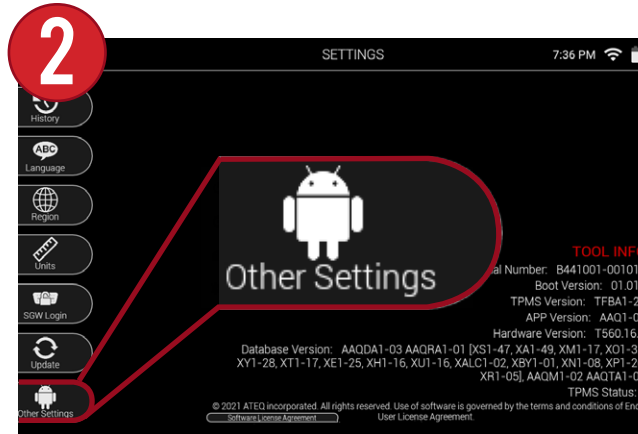 2
SETTINGS
7:36 PM
History
ABC
Language
Region
Units
SGW Login
Update
Other Settings
Other Settings
TOOL INFO
al Number: B441001-00101
Boot Version: 01.01
TPMS Version: TFBA1-2
APP Version: AAQ1-0
Hardware Version: T560.16.
Database Version: AAQDA1-03 AAQRA1-01 [XS1-47, XA1-49, XM1-17, XO1-3
XY1-28, XT1-17, XE1-25, XH1-16, XU1-16, XALC1-02, XBY1-01, XN1-08, XP1-2
XR1-05], AAQM1-02 AAQTA1-0
TPMS Status:
© 2021 ATEQ incorporated. All rights reserved. Use of software is governed by the terms and conditions of End
Software License Agreement User License Agreement.